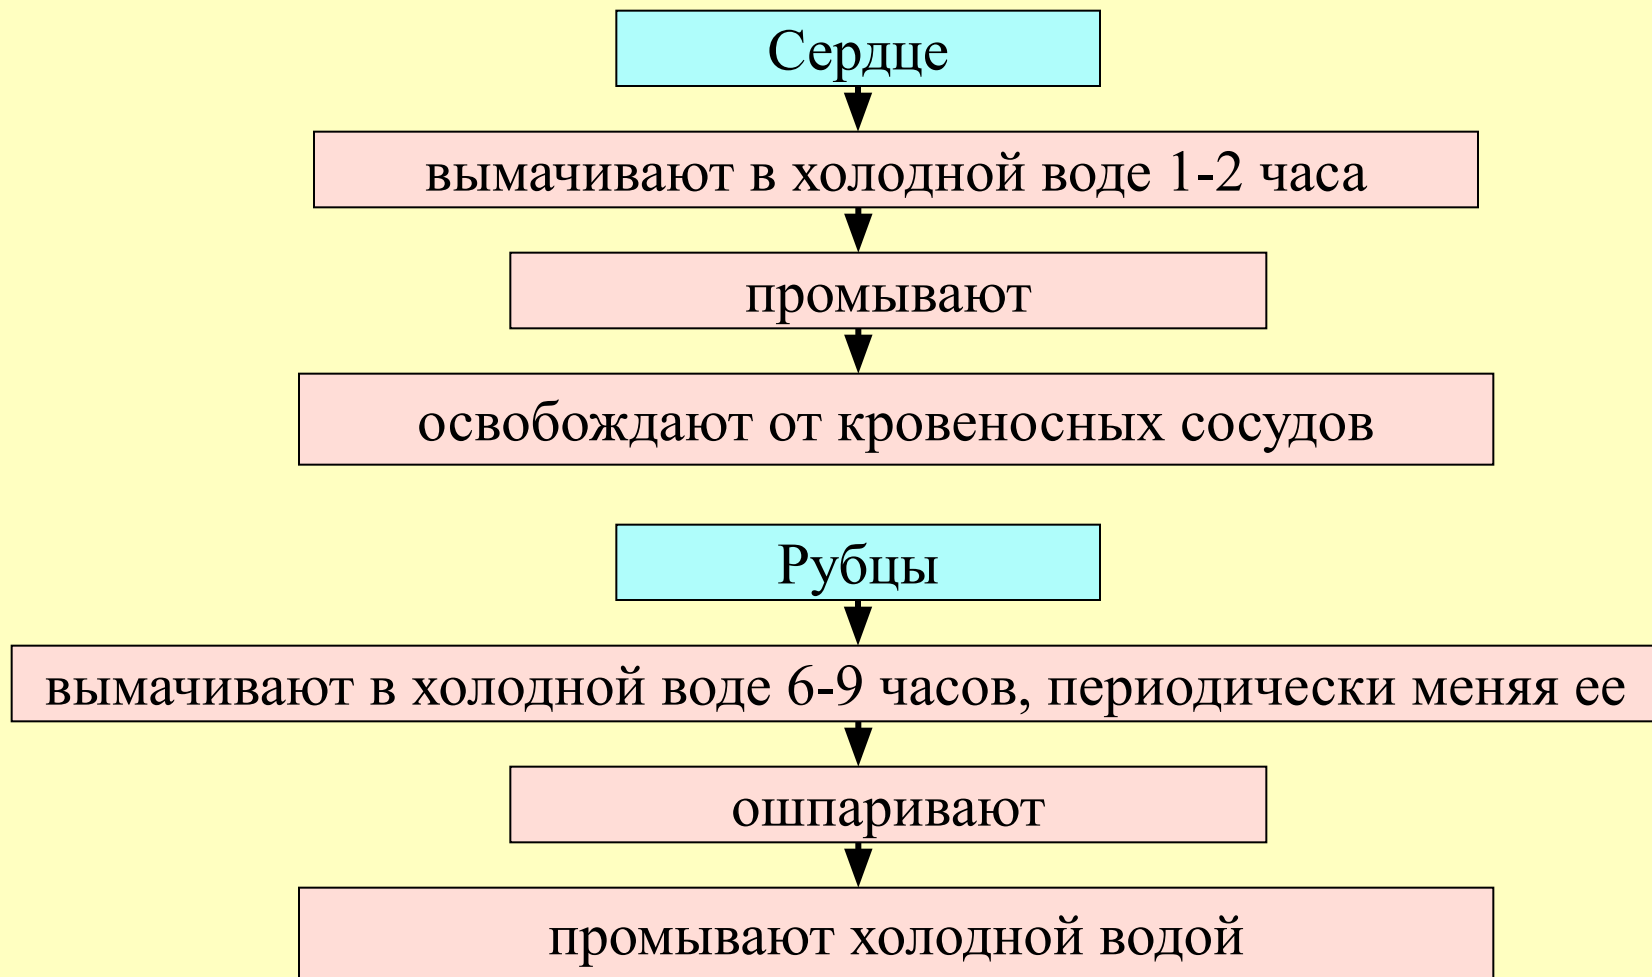 Сердце
вымачивают в холодной воде 1-2 часа
промывают
освобождают от кровеносных сосудов
Рубцы
вымачивают в холодной воде 6-9 часов, периодически меняя ее
ошпаривают
промывают холодной водой